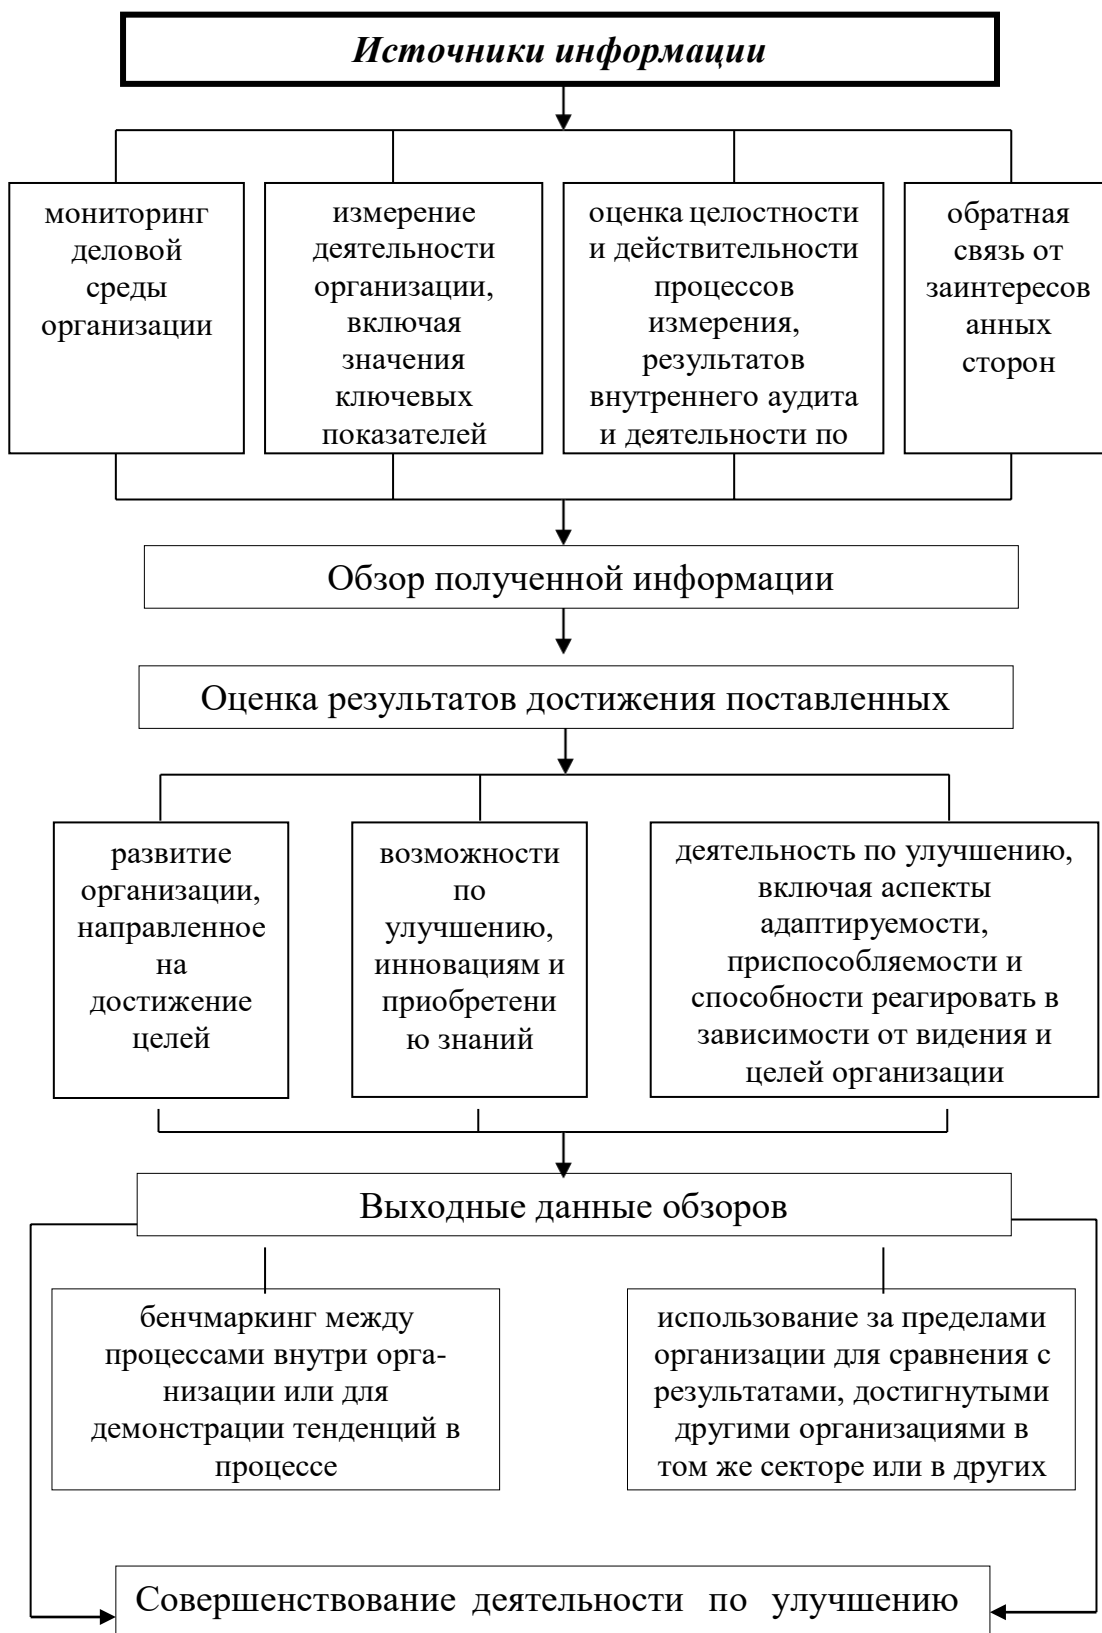 Источники информации
мониторинг
деловой
среды
организации
измерение
деятельности
организации,
включая
значения
ключевых
показателей
оценка целостности
и действительности
процессов
измерения,
результатов
внутреннего аудита
и деятельности по
обратная
связь от
заинтересов
анных
сторон
Обзор полученной информации
Оценка результатов достижения поставленных
развитие
организации,
направленное
на
достижение
целей
возможности
по
улучшению,
инновациям и
приобретени
ю знаний
деятельность по улучшению,
включая аспекты
адаптируемости,
приспособляемости и
способности реагировать в
зависимости от видения и
целей организации
Выходные данные обзоров
бенчмаркинг между
процессами внутри орга-
низации или для
демонстрации тенденций в
процессе
использование за пределами
организации для сравнения с
результатами, достигнутыми
другими организациями в
том же секторе или в других
Совершенствование деятельности по улучшению